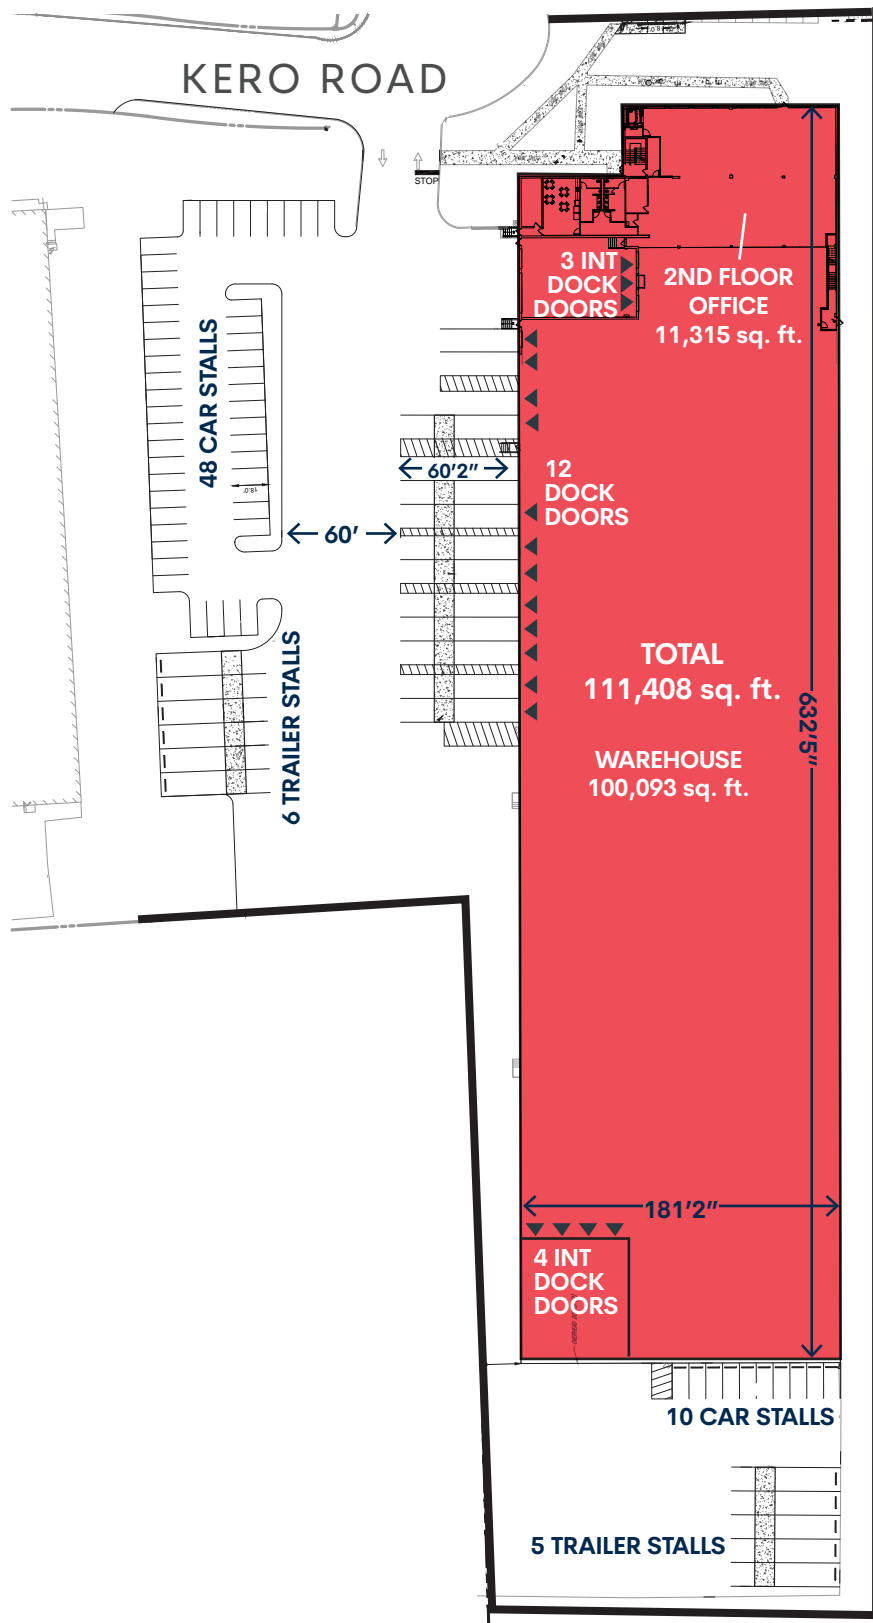 KERO ROAD
STOP
3 INT
DOCK
DOORS
2ND FLOOR
OFFICE
11,315 sq. ft.
48 CAR STALLS
18.0'
60'2"
12
DOCK
DOORS
60'
TOTAL
111,408 sq. ft.
632'5"
6 TRAILER STALLS
WAREHOUSE
100,093 sq. ft.
181'2"
4 INT
DOCK
DOORS
10 CAR STALLS
5 TRAILER STALLS